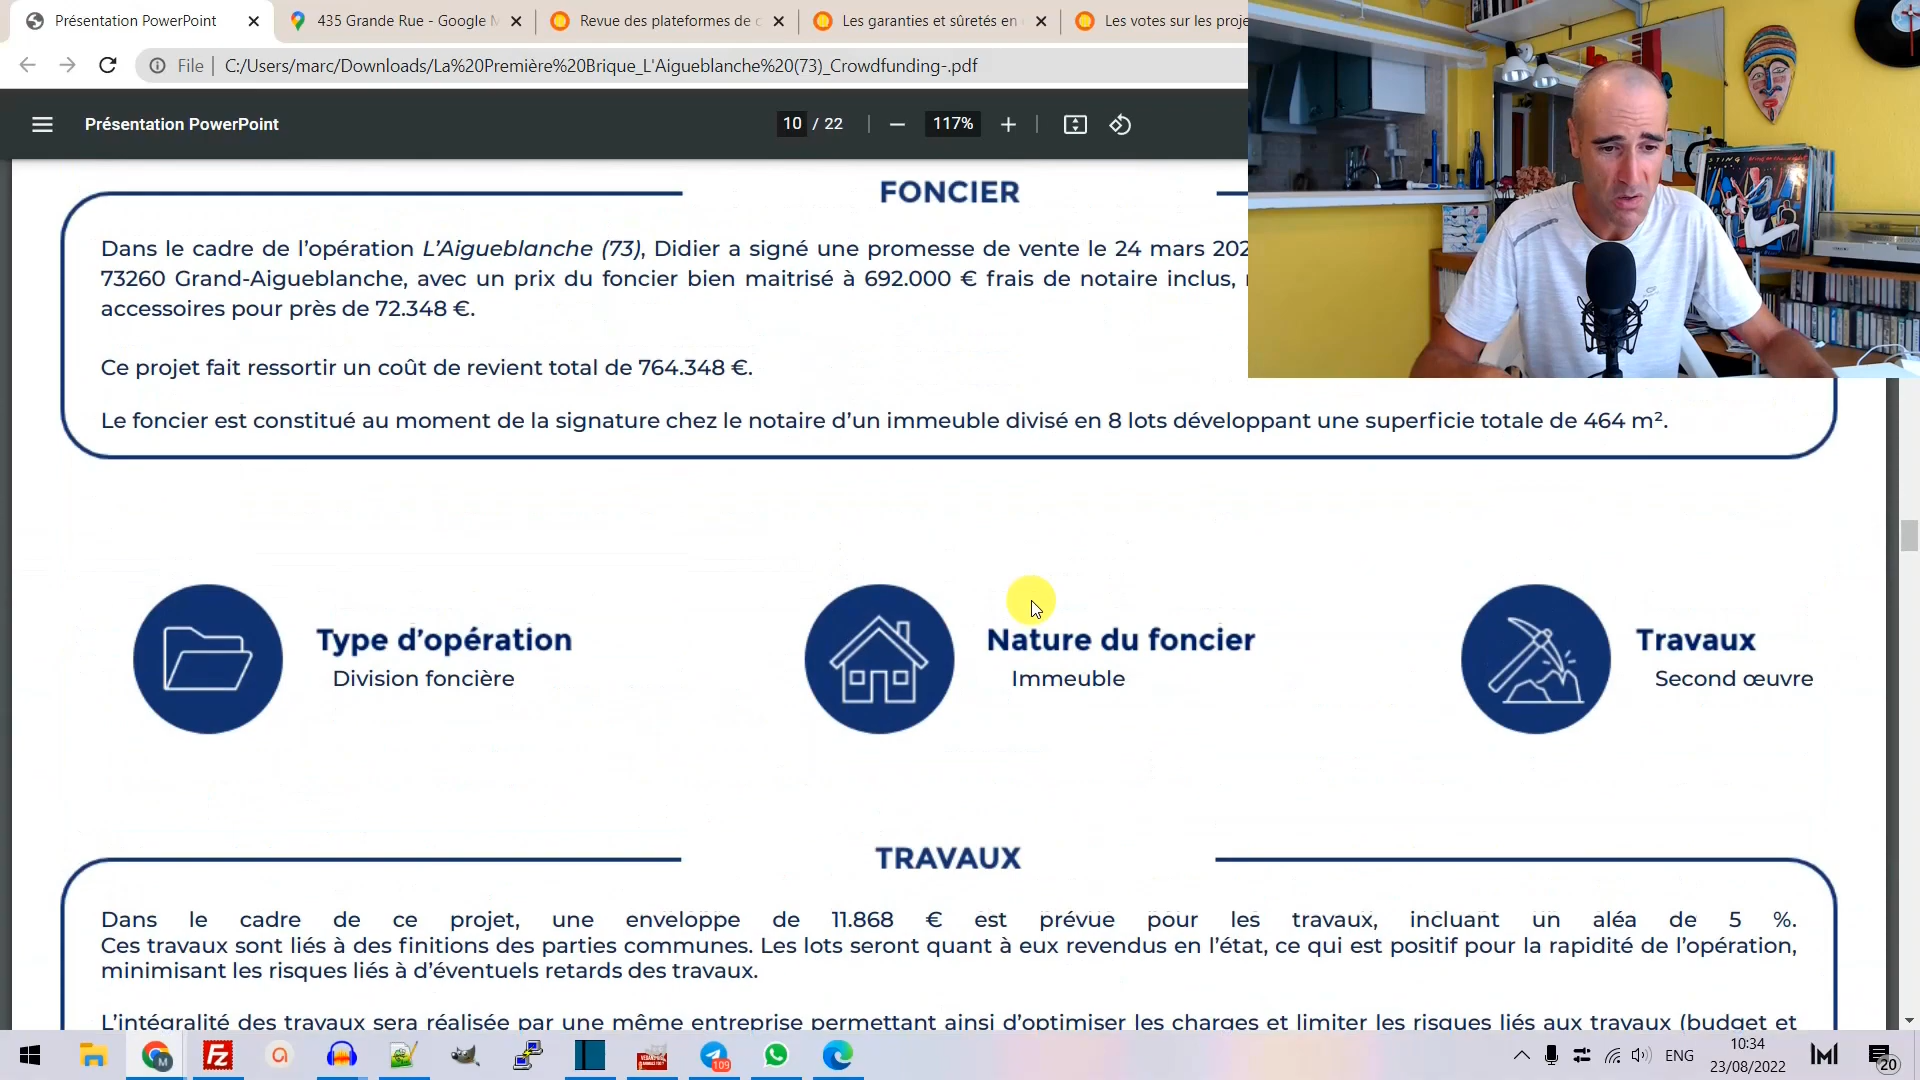 Présentation PowerPoint
435 Grande Rue - Google M
Revue des plateformes de c
Les garanties et sûretés en
Les votes sur les proje
File
C:/Users/marc/Downloads/La%20Première%20Brique_L'Aigueblanche%20(73)_Crowdfunding-.pdf
Présentation PowerPoint
10 / 22
117%
STING
FONCIER
Dans le cadre de l'opération L'Aigueblanche (73), Didier a signé une promesse de vente le 24 mars 202
73260 Grand-Aigueblanche, avec un prix du foncier bien maitrisé à 692.000 € frais de notaire inclus,
accessoires pour près de 72.348 €.
Ce projet fait ressortir un coût de revient total de 764.348 €.
Le foncier est constitué au moment de la signature chez le notaire d'un immeuble divisé en 8 lots développant une superficie totale de 464 m².
Type d'opération
Division foncière
Nature du foncier
Immeuble
Travaux
Second œuvre
TRAVAUX
Dans le cadre de ce projet, une enveloppe de 11.868 € est prévue pour les travaux, incluant un aléa de 5 %.
Ces travaux sont liés à des finitions des parties communes. Les lots seront quant à eux revendus en l'état, ce qui est positif pour la rapidité de l'opération,
minimisant les risques liés à d'éventuels retards des travaux.
L'intégralité des travaux sera réalisée par une même entreprise permettant ainsi d'optimiser les charges et limiter les risques liés aux travaux (budget et
M
FZ
109
ENG
10:34
23/08/2022
20